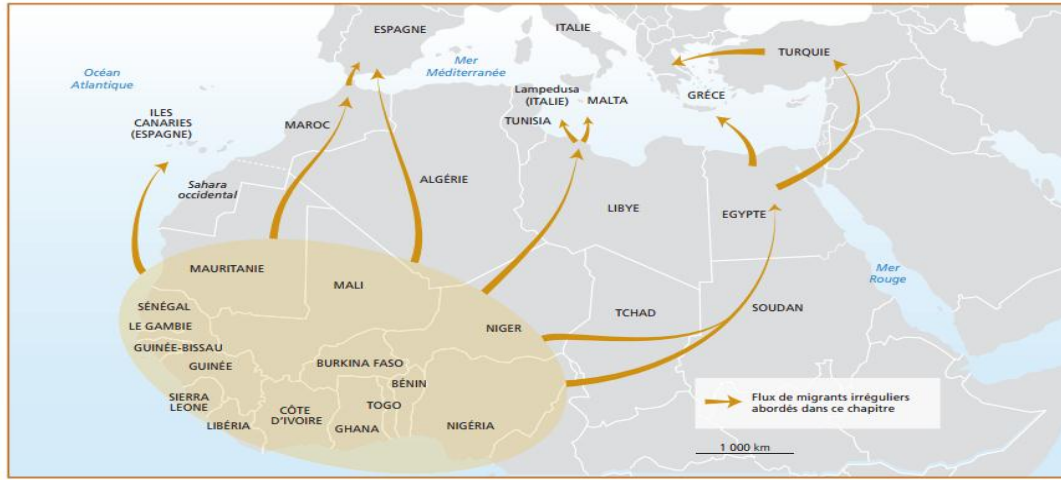 ESPAGNE
ITALIE
TURQUIE
Océan
Atlantique
Mer
Méditerranée
Lampedusa
(ITALIE)
MALTA
GRÉCE
TUNISIA
ILES
CANARIES
(ESPAGNE)
MAROC
Sahara
occidental
ALGÉRIE
LIBYE
EGYPTE
Mer
Rouge
MAURITANIE
MALI
NIGER
TCHAD
SOUDAN
SÉNÉGAL
LE GAMBIE
GUINÉE-BISSAU
GUINÉE
SIERRA
LEONE
LIBÉRIA
CÔTE
D'IVOIRE
BURKINA FASO
BÉNIN
TOGO
GHANA
NIGÉRIA
Flux de migrants irréguliers
abordés dans ce chapitre
1 000 km